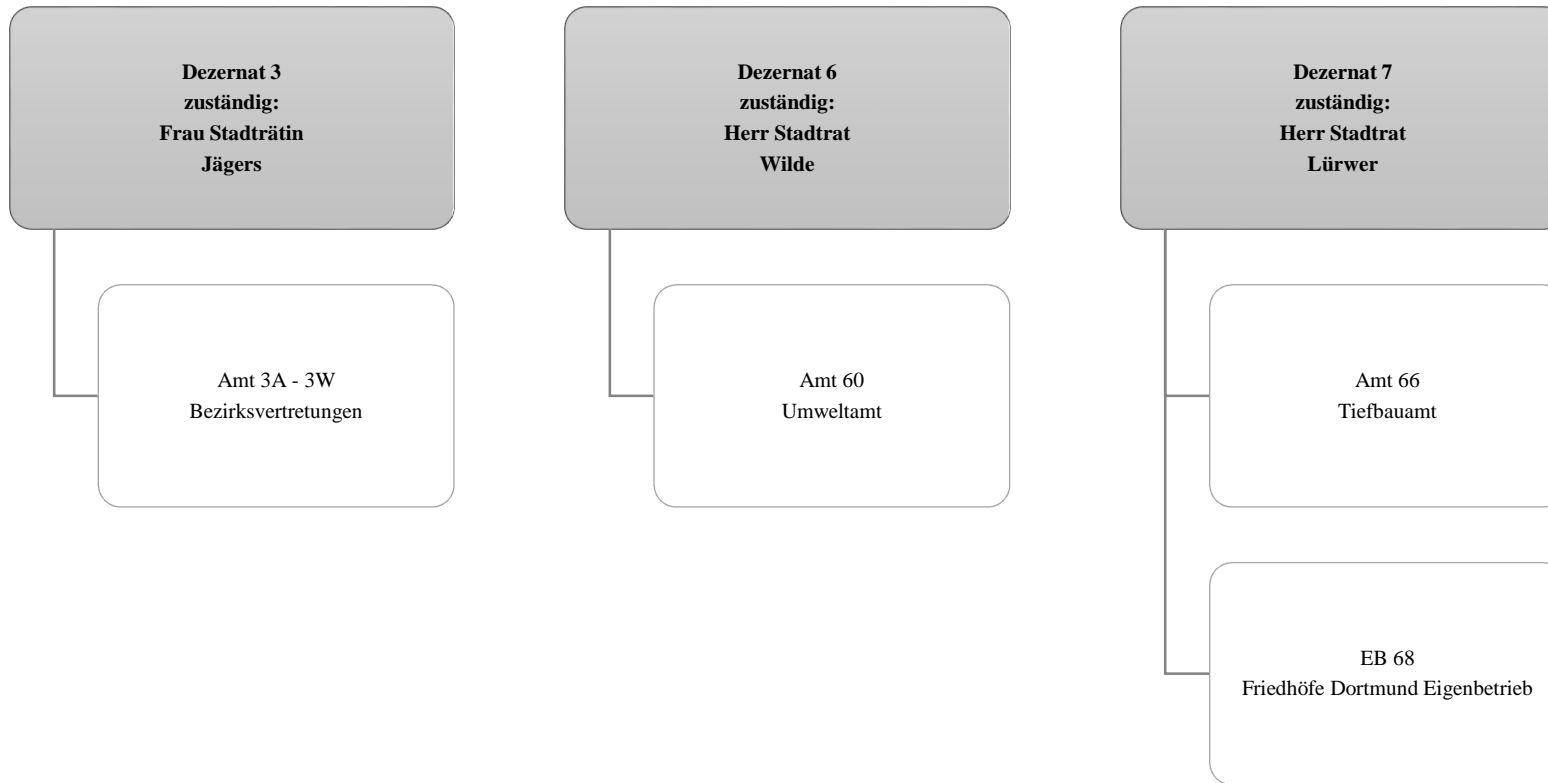 Dezernat 3
zuständig:
Frau Stadträtin
Jägers
Amt 3A - 3W
Bezirksvertretungen
Dezernat 6
zuständig:
Herr Stadtrat
Wilde
Amt 60
Umweltamt
Dezernat 7
zuständig:
Herr Stadtrat
Lürwer
Amt 66
Tiefbauamt
EB 68
Friedhöfe Dortmund Eigenbetrieb